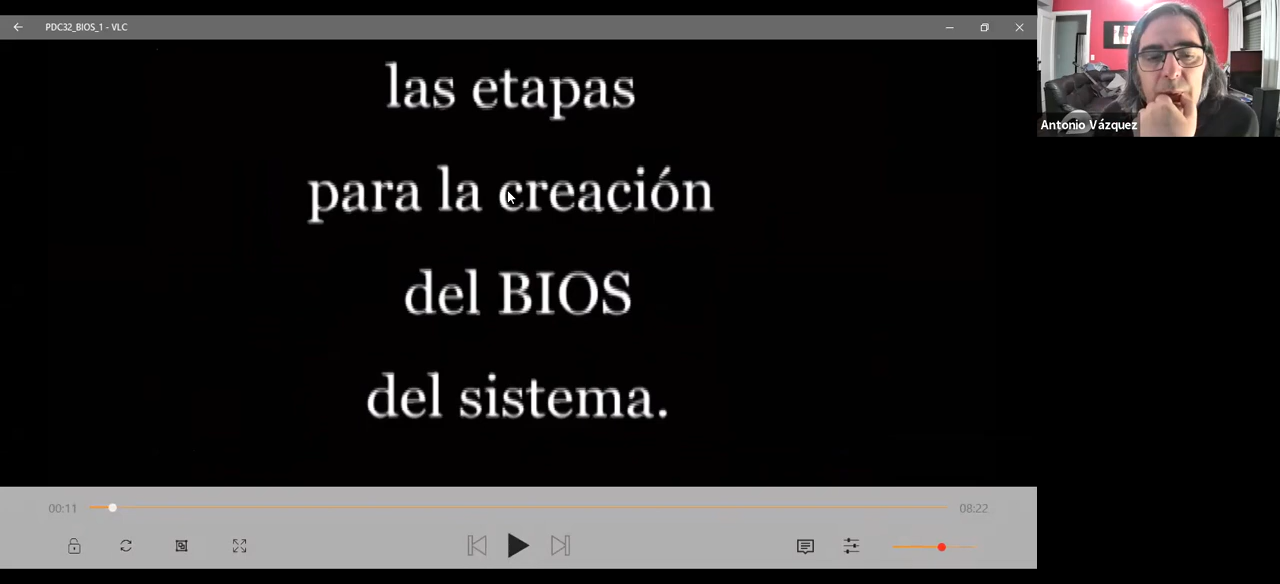 PDC32_BIOS_1 - VLC
las etapas
para la creación
del BIOS
del sistema.
Antonio Vázquez
00:11
08:22